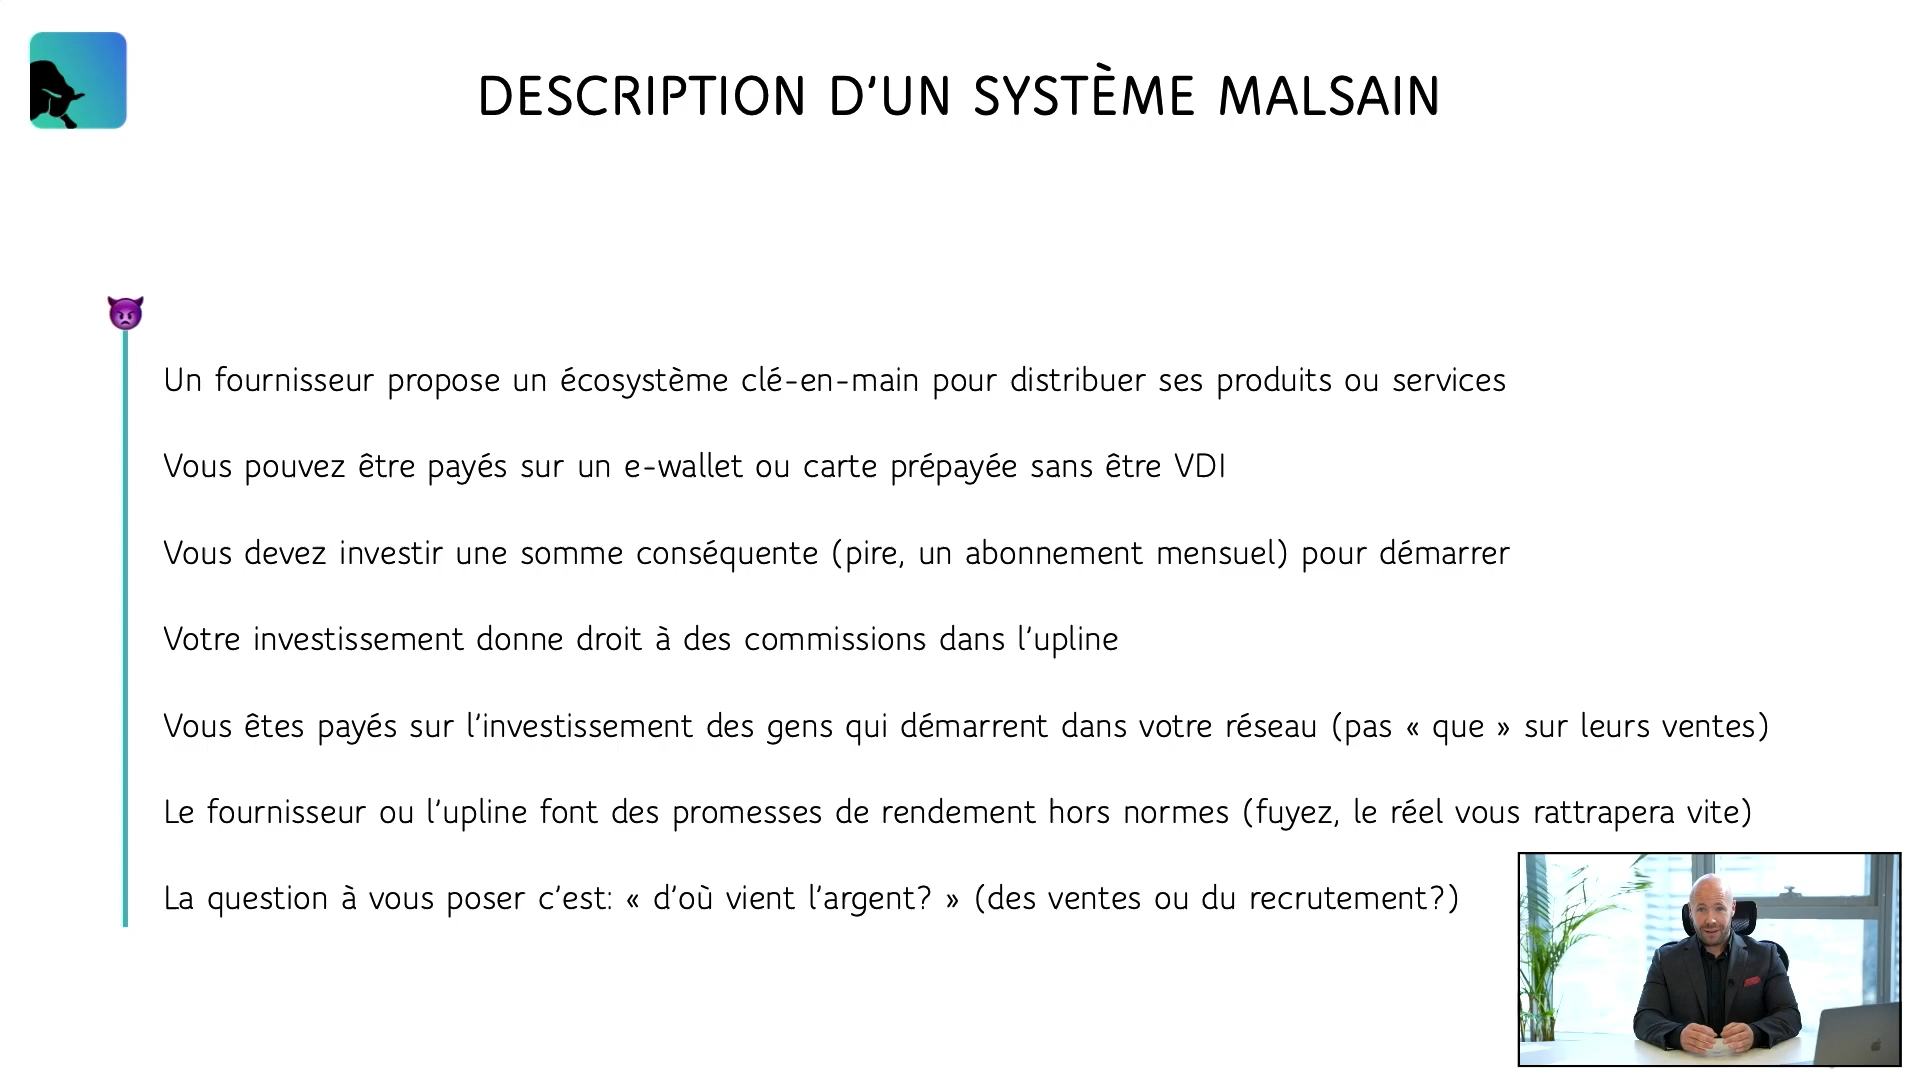 DESCRIPTION D'UN SYSTÈME MALSAIN
Un fournisseur propose un écosystème clé-en-main pour distribuer ses produits ou services
Vous pouvez être payés sur un e-wallet ou carte prépayée sans être VDI
Vous devez investir une somme conséquente (pire, un abonnement mensuel) pour démarrer
Votre investissement donne droit à des commissions dans l'upline
Vous êtes payés sur l'investissement des gens qui démarrent dans votre réseau (pas « que » sur leurs ventes)
Le fournisseur ou l'upline font des promesses de rendement hors normes (fuyez, le réel vous rattrapera vite)
La question à vous poser c'est: « d'où vient l'argent? » (des ventes ou du recrutement?)